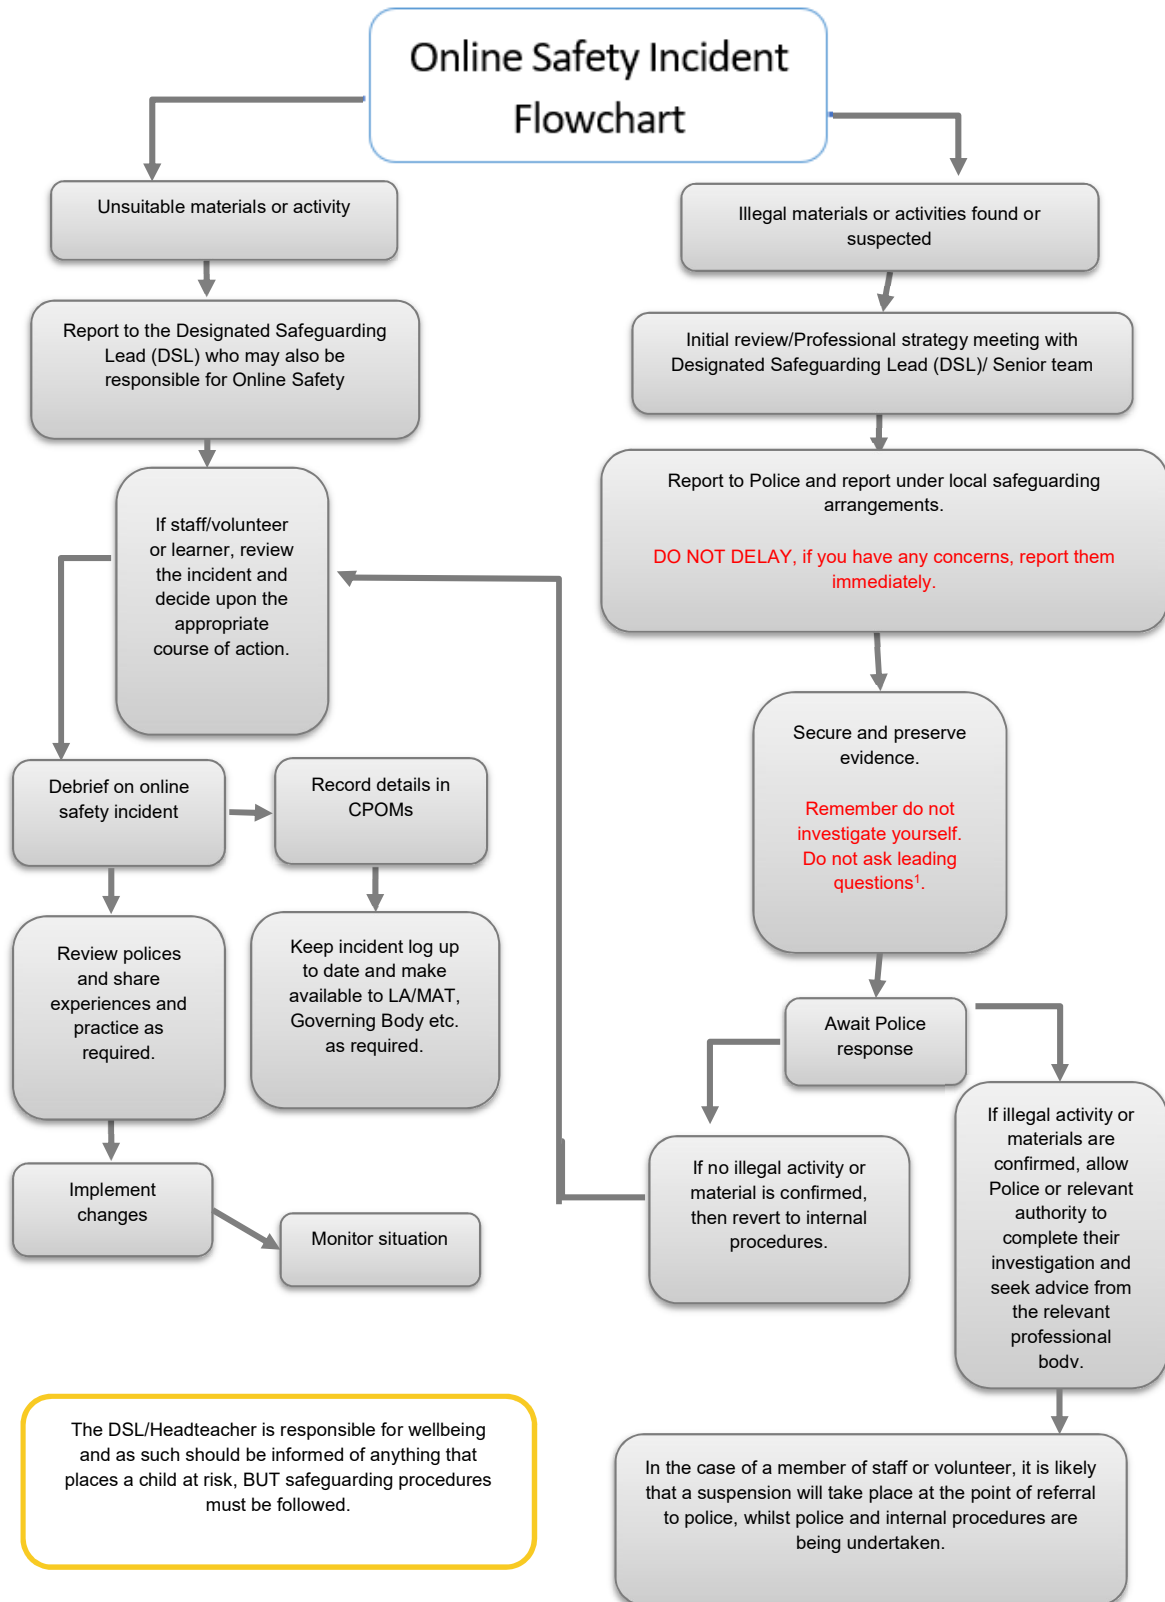 Online Safety Incident
Flowchart
Unsuitable materials or activity
Report to the Designated Safeguarding
Lead (DSL) who may also be
responsible for Online Safety
If staff/volunteer
or learner, review
the incident and
decide upon the
appropriate
course of action.
Debrief on online
safety incident
Record details in
CPOMs
Review polices
and share
experiences and
practice as
required.
Keep incident log up
to date and make
available to LA/MAT,
Governing Body etc.
as required.
Implement
changes
Monitor situation
Illegal materials or activities found or
suspected
Initial review/Professional strategy meeting with
Designated Safeguarding Lead (DSL)/ Senior team
Report to Police and report under local safeguarding
arrangements.
DO NOT DELAY, if you have any concerns, report them
immediately.
Secure and preserve
evidence.
Remember do not
investigate yourself.
Do not ask leading
questions¹.
Await Police
response
If no illegal activity or
material is confirmed,
then revert to internal
procedures.
If illegal activity or
materials are
confirmed, allow
Police or relevant
authority to
complete their
investigation and
seek advice from
the relevant
professional
body.
In the case of a member of staff or volunteer, it is likely
that a suspension will take place at the point of referral
to police, whilst police and internal procedures are
being undertaken.
The DSL/Headteacher is responsible for wellbeing
and as such should be informed of anything that
places a child at risk, BUT safeguarding procedures
must be followed.